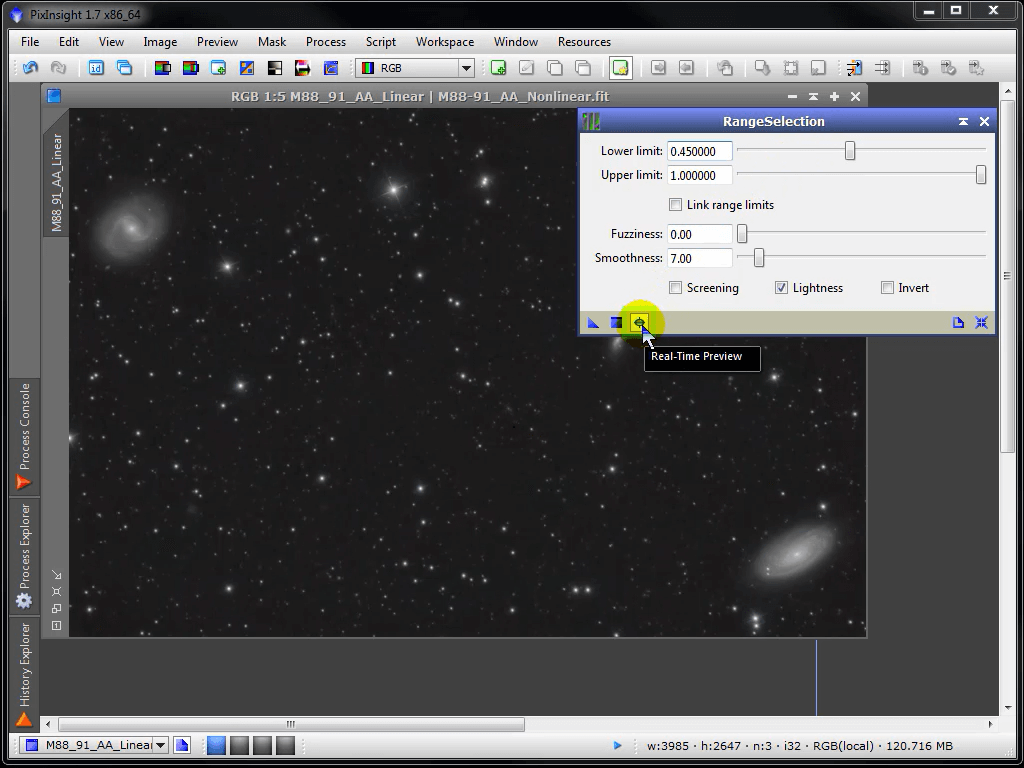 PixInsight 1.7 x86_64
File Edit View Image Preview Mask Process Script Workspace Window Resources
id RGB
RGB 1:5 M88_91_AA_Linear | M88-91_AA_Nonlinear.fit
M88_91_AA_Linear
RangeSelection
Lower limit: 0.450000
Upper limit: 1.000000
Link range limits
Fuzziness: 0.00
Smoothness: 7.00
Screening Lightness Invert
Real-Time Preview
Process Console
Process Explorer
History Explorer
M88_91_AA_Linear w:3985 · h:2647 · n:3 · i32 · RGB(local) · 120.716 MB